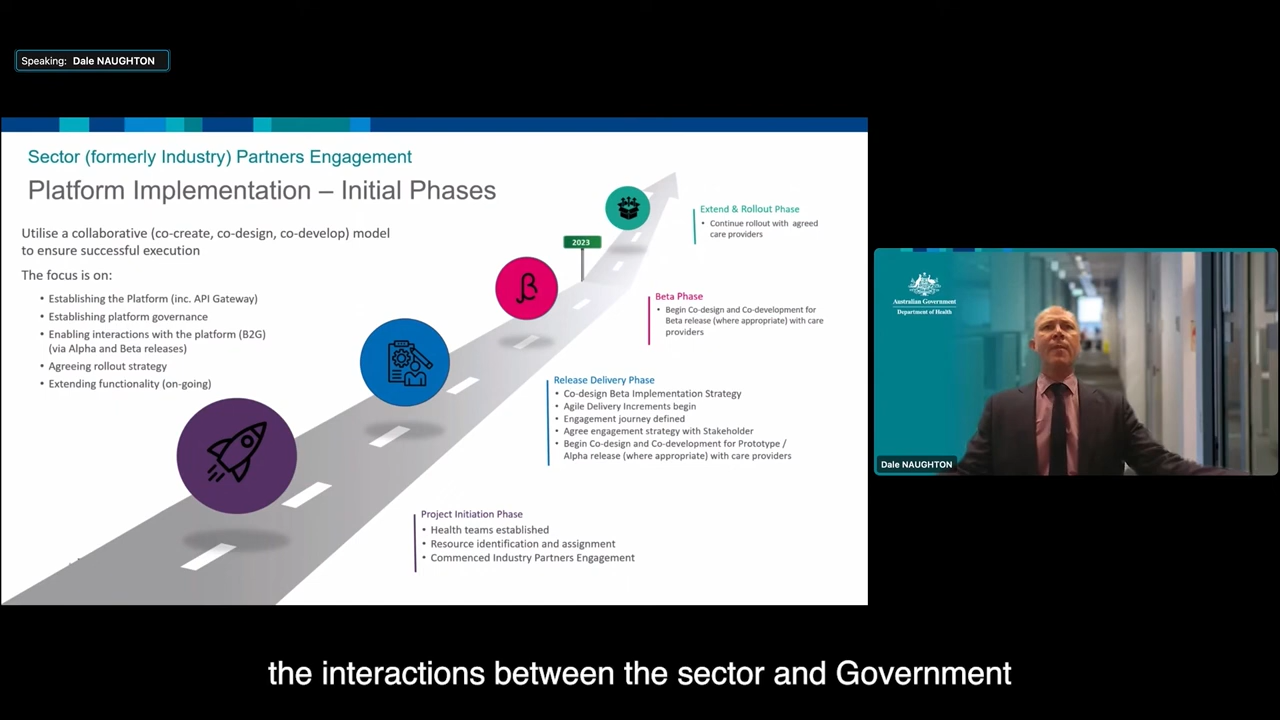 Speaking: Dale NAUGHTON
Sector (formerly Industry) Partners Engagement
Platform Implementation – Initial Phases
Utilise a collaborative (co-create, co-design, co-develop) model
to ensure successful execution
The focus is on:
• Establishing the Platform (inc. API Gateway)
• Establishing platform governance
• Enabling interactions with the platform (B2G)
(via Alpha and Beta releases)
• Agreeing rollout strategy
• Extending functionality (on-going)
2023
β
Extend & Rollout Phase
• Continue rollout with agreed
care providers
Beta Phase
• Begin Co-design and Co-development for
Beta release (where appropriate) with care
providers
Release Delivery Phase
• Co-design Beta Implementation Strategy
• Agile Delivery Increments begin
• Engagement journey defined
• Agree engagement strategy with Stakeholder
• Begin Co-design and Co-development for Prototype /
Alpha release (where appropriate) with care providers
Project Initiation Phase
• Health teams established
• Resource identification and assignment
• Commenced Industry Partners Engagement
Australian Government
Department of Health
Dale NAUGHTON
the interactions between the sector and Government